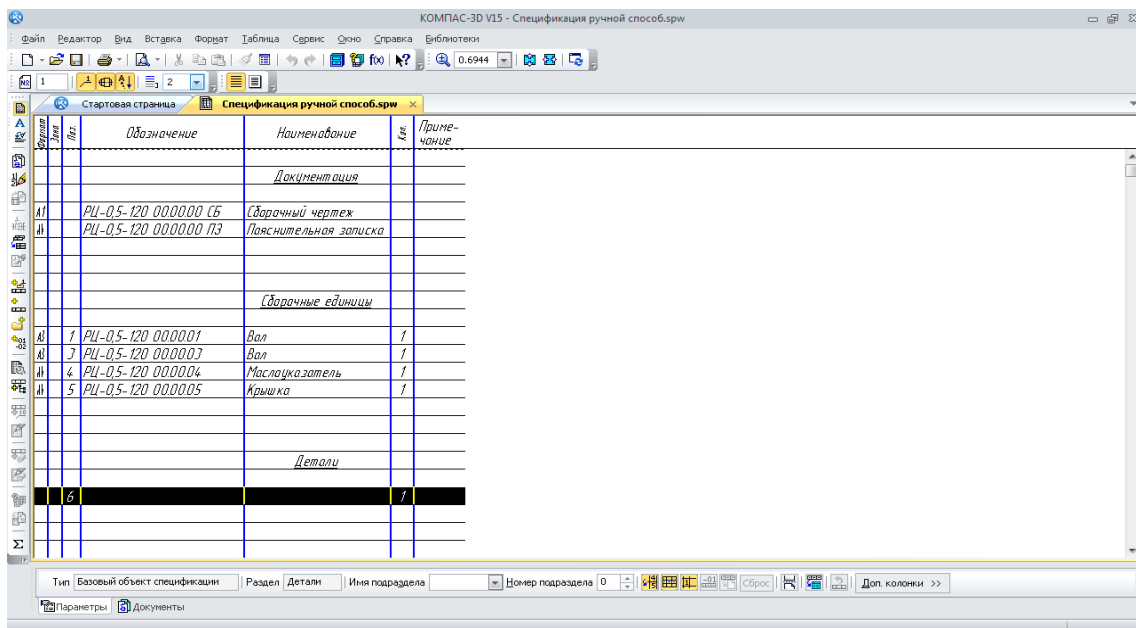 КОМПАС-3D V15 - Спецификация ручной способ.spw
Файл Редактор Вид Вставка Формат Таблица Сервис Окно Справка Библиотеки
0.6944
1 2
Стартовая страница Спецификация ручной способ.spw
Формат Зона Поз. Обозначение Наименование Кол. Приме-
чание
Документация
А1 РЦ-0,5-120 00.00.00 СБ Сборочный чертеж
А4 РЦ-0,5-120 00.00.00 ПЗ Пояснительная записка
Сборочные единицы
А3 1 РЦ-0,5-120 00.00.01 Вал 1
А3 3 РЦ-0,5-120 00.00.03 Вал 1
А4 4 РЦ-0,5-120 00.00.04 Маслоуказатель 1
А4 5 РЦ-0,5-120 00.00.05 Крышка 1
Детали
6 1
Тип Базовый объект спецификации Раздел Детали Имя подраздела Номер подраздела 0 Сброс Доп. колонки >>
Параметры Документы